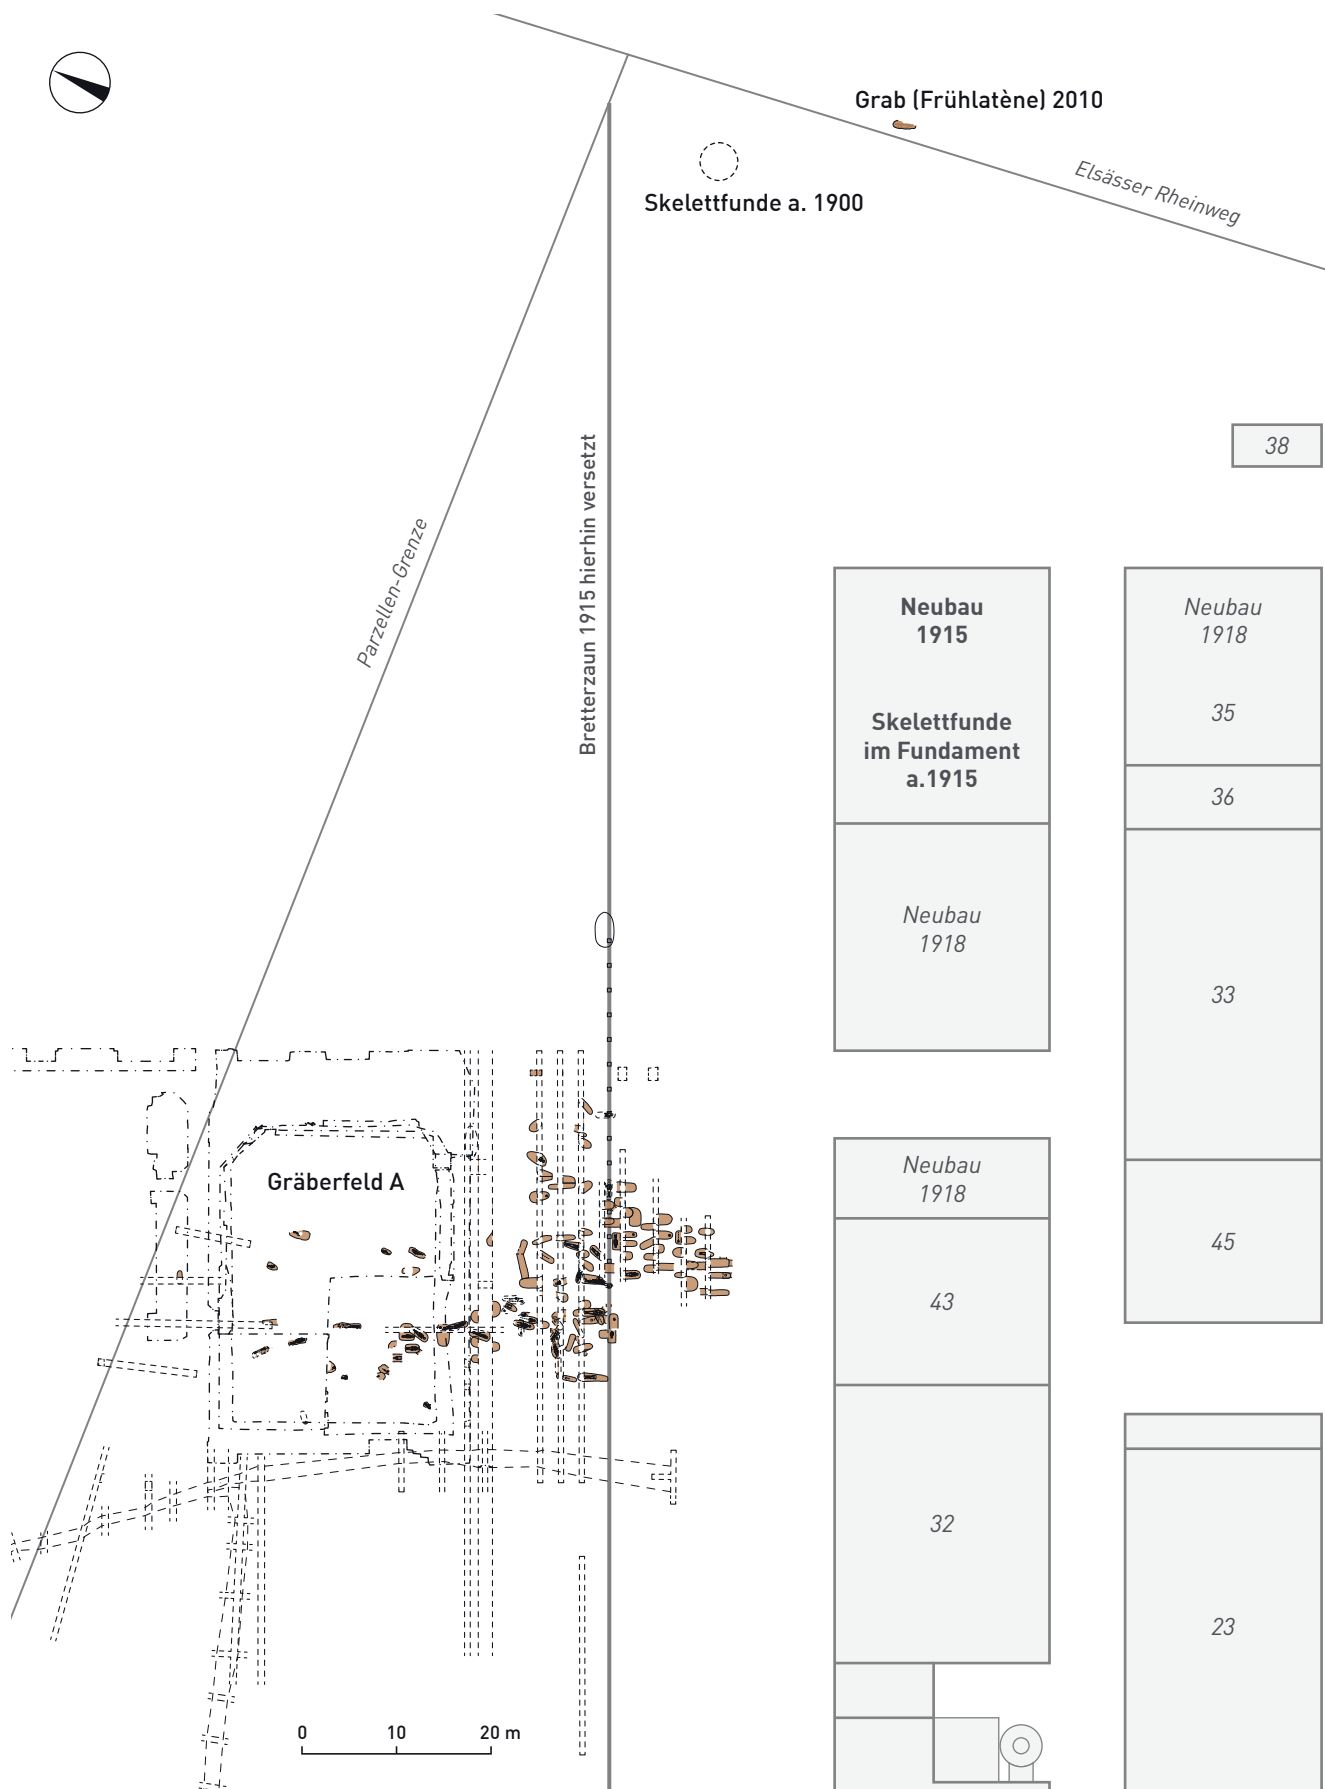 Grab (Frühlatène) 2010
Elsässer Rheinweg
Skelettfunde a. 1900
Parzellen-Grenze
Bretterzaun 1915 hierhin versetzt
38
Neubau
1915
Skelettfunde
im Fundament
a.1915
Neubau
1918
35
36
Neubau
1918
33
Neubau
1918
45
43
32
23
Gräberfeld A
0 10 20 m